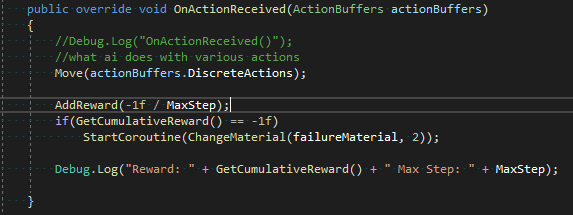 public override void OnActionReceived(ActionBuffers actionBuffers)
{
//Debug.Log("OnActionReceived()");
//what ai does with various actions
Move(actionBuffers.DiscreteActions);
AddReward(-1f / MaxStep);
if(GetCumulativeReward() == -1f)
StartCoroutine(ChangeMaterial(failureMaterial, 2));
Debug.Log("Reward: " + GetCumulativeReward() + " Max Step: " + MaxStep);
}